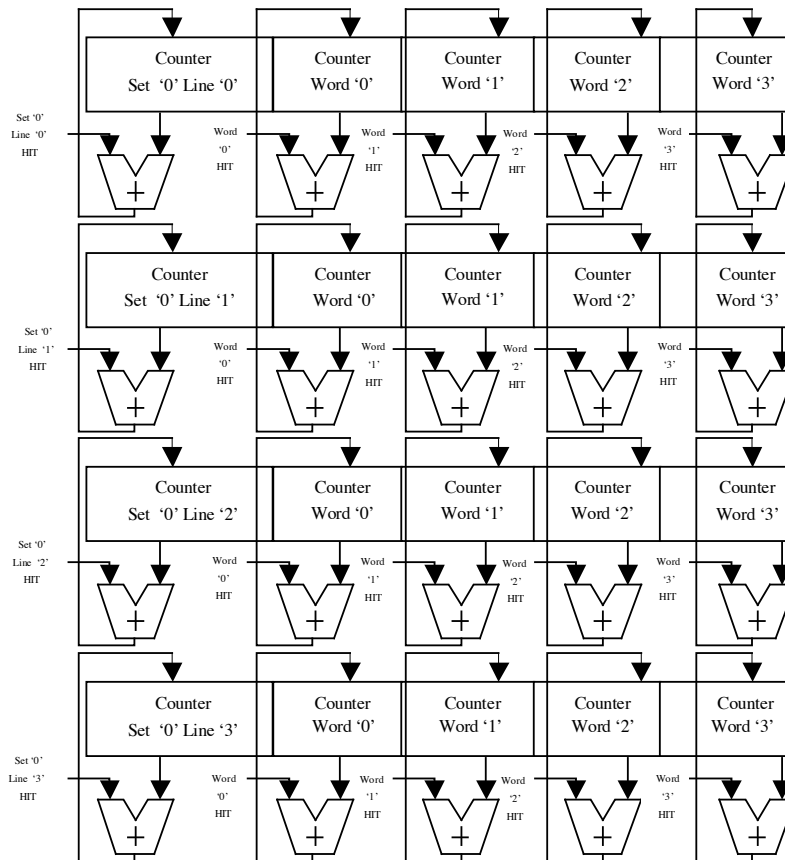 Counter
Set ‘0’ Line ‘0’
Counter
Word ‘0’
Counter
Word ‘1’
Counter
Word ‘2’
Counter
Word ‘3’
Set ‘0’
Line ‘0’
HIT
+
Word
‘0’
HIT
+
Word
‘1’
HIT
+
Word
‘2’
HIT
+
Word
‘3’
HIT
+
Counter
Set ‘0’ Line ‘1’
Counter
Word ‘0’
Counter
Word ‘1’
Counter
Word ‘2’
Counter
Word ‘3’
Set ‘0’
Line ‘1’
HIT
+
Word
‘0’
HIT
+
Word
‘1’
HIT
+
Word
‘2’
HIT
+
Word
‘3’
HIT
+
Counter
Set ‘0’ Line ‘2’
Counter
Word ‘0’
Counter
Word ‘1’
Counter
Word ‘2’
Counter
Word ‘3’
Set ‘0’
Line ‘2’
HIT
+
Word
‘0’
HIT
+
Word
‘1’
HIT
+
Word
‘2’
HIT
+
Word
‘3’
HIT
+
Counter
Set ‘0’ Line ‘3’
Counter
Word ‘0’
Counter
Word ‘1’
Counter
Word ‘2’
Counter
Word ‘3’
Set ‘0’
Line ‘3’
HIT
+
Word
‘0’
HIT
+
Word
‘1’
HIT
+
Word
‘2’
HIT
+
Word
‘3’
HIT
+